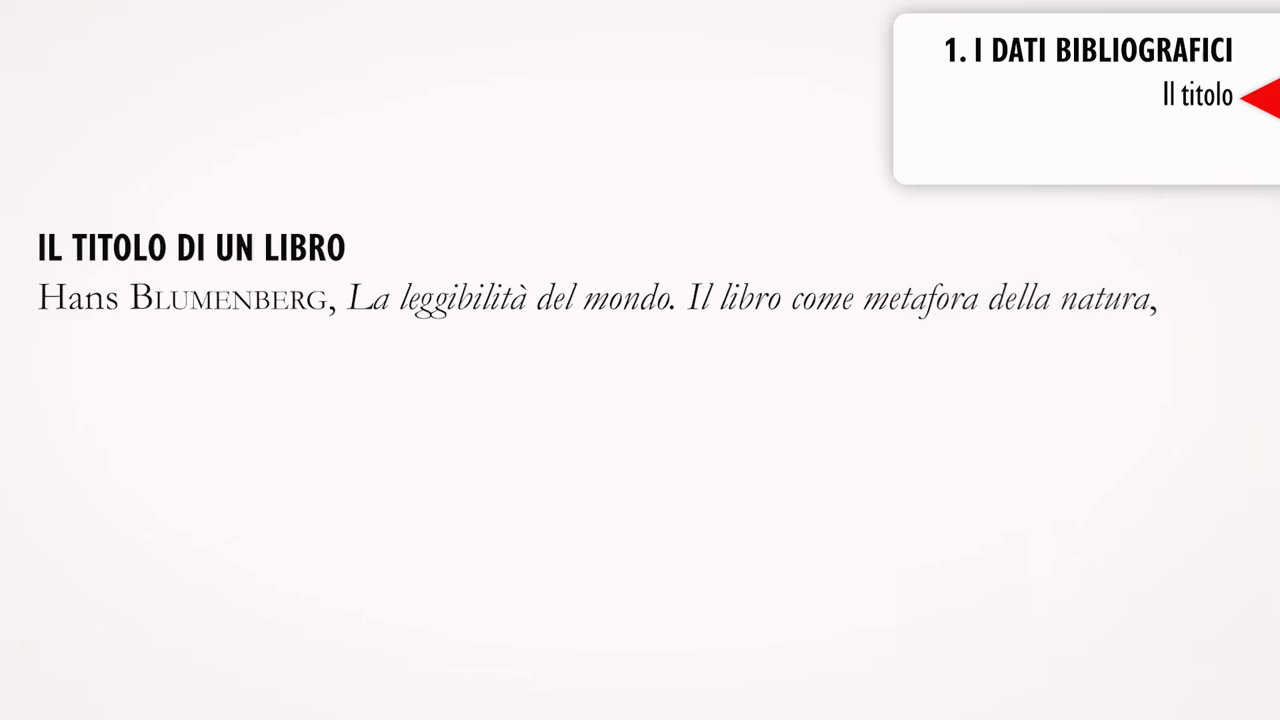 1. I DATI BIBLIOGRAFICI
Il titolo
IL TITOLO DI UN LIBRO
Hans BLUMENBERG, La leggibilità del mondo. Il libro come metafora della natura,